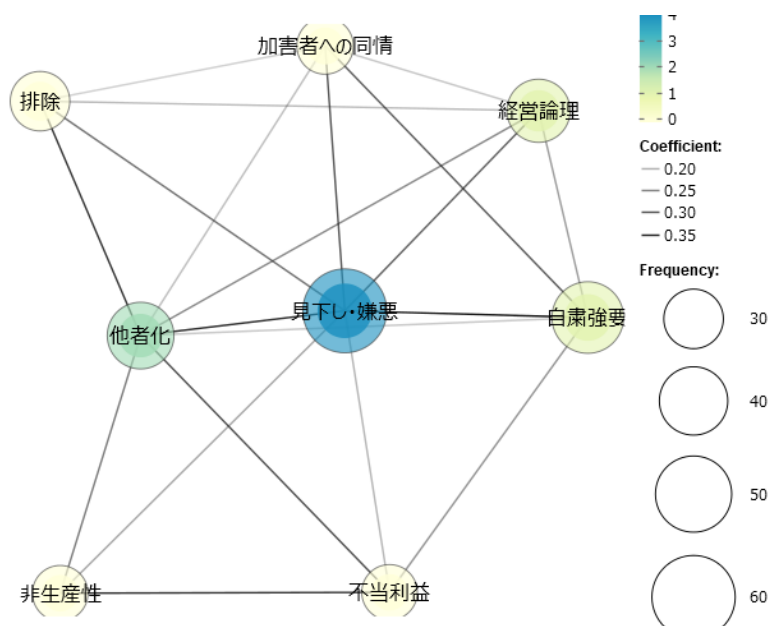 加害者への同情
排除
経営論理
見下し・嫌悪
自粛強要
他者化
非生産性
不当利益
4
3
2
1
0
Coefficient:
0.20
0.25
0.30
0.35
Frequency:
30
40
50
60